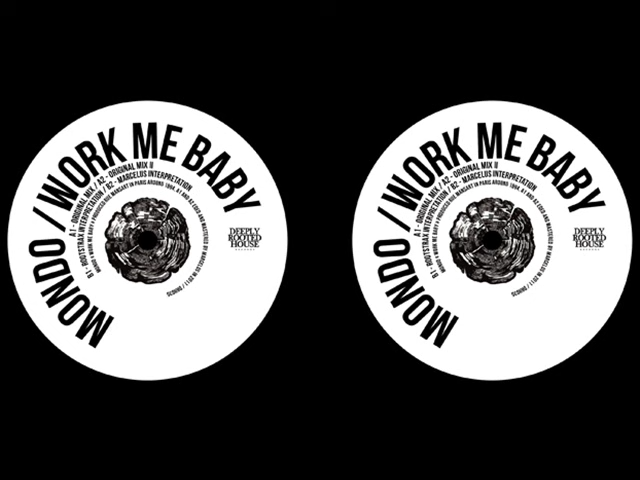 MONDO / WORK ME BABY
A1 - ORIGINAL MIX / A2 - ORIGINAL MIX II
B1 - ROOTSTRAX INTERPRETATION / B2 - MARCELUS INTERPRETATION
DEEPLY
ROOTED
HOUSE
MONDO / WORK ME BABY
A1 - ORIGINAL MIX / A2 - ORIGINAL MIX II
B1 - ROOTSTRAX INTERPRETATION / B2 - MARCELUS INTERPRETATION
DEEPLY
ROOTED
HOUSE